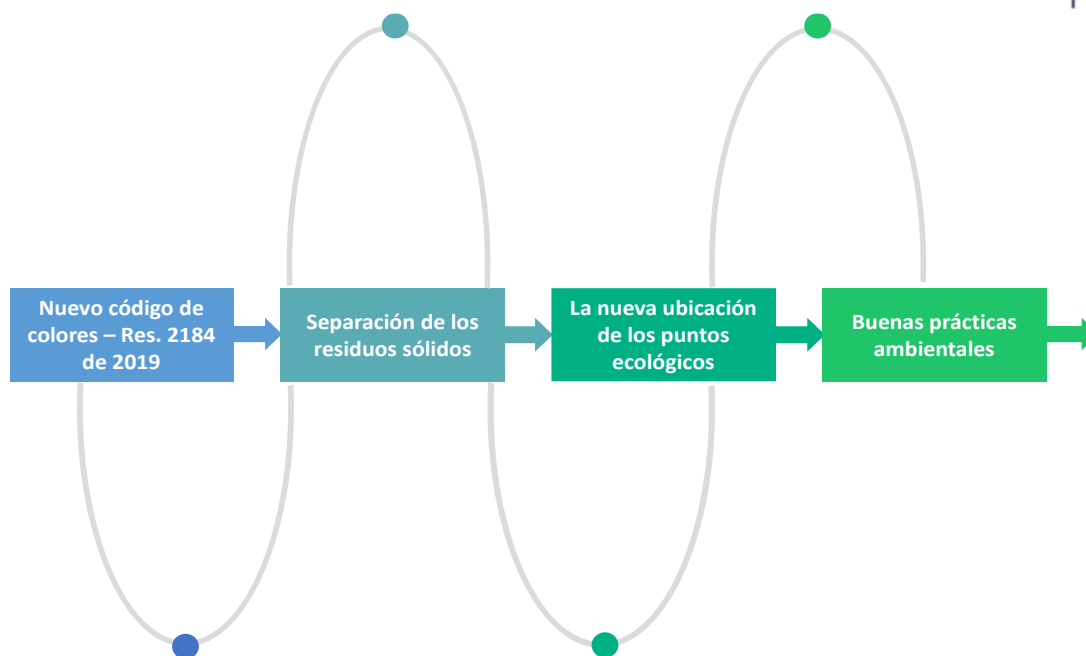 Nuevo código de
colores – Res. 2184
de 2019
Separación de los
residuos sólidos
La nueva ubicación
de los puntos
ecológicos
Buenas prácticas
ambientales